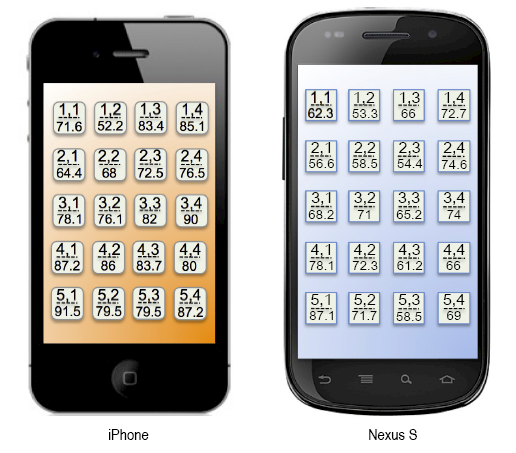 1,1 1,2 1,3 1,4
71.6 52.2 83.4 85.1
2,1 2,2 2,3 2,4
64.4 68 72.5 76.5
3,1 3,2 3,3 3,4
78.1 76.1 82 90
4,1 4,2 4,3 4,4
87.2 86 83.7 80
5,1 5,2 5,3 5,4
91.5 79.5 79.5 87.2
iPhone
1,1 1,2 1,3 1,4
62.3 53.3 66 72.7
2,1 2,2 2,3 2,4
56.6 58.5 54.4 74.6
3,1 3,2 3,3 3,4
68.2 71 65.2 74
4,1 4,2 4,3 4,4
78.1 72.3 61.2 66
5,1 5,2 5,3 5,4
87.1 71.7 58.5 69
Nexus S